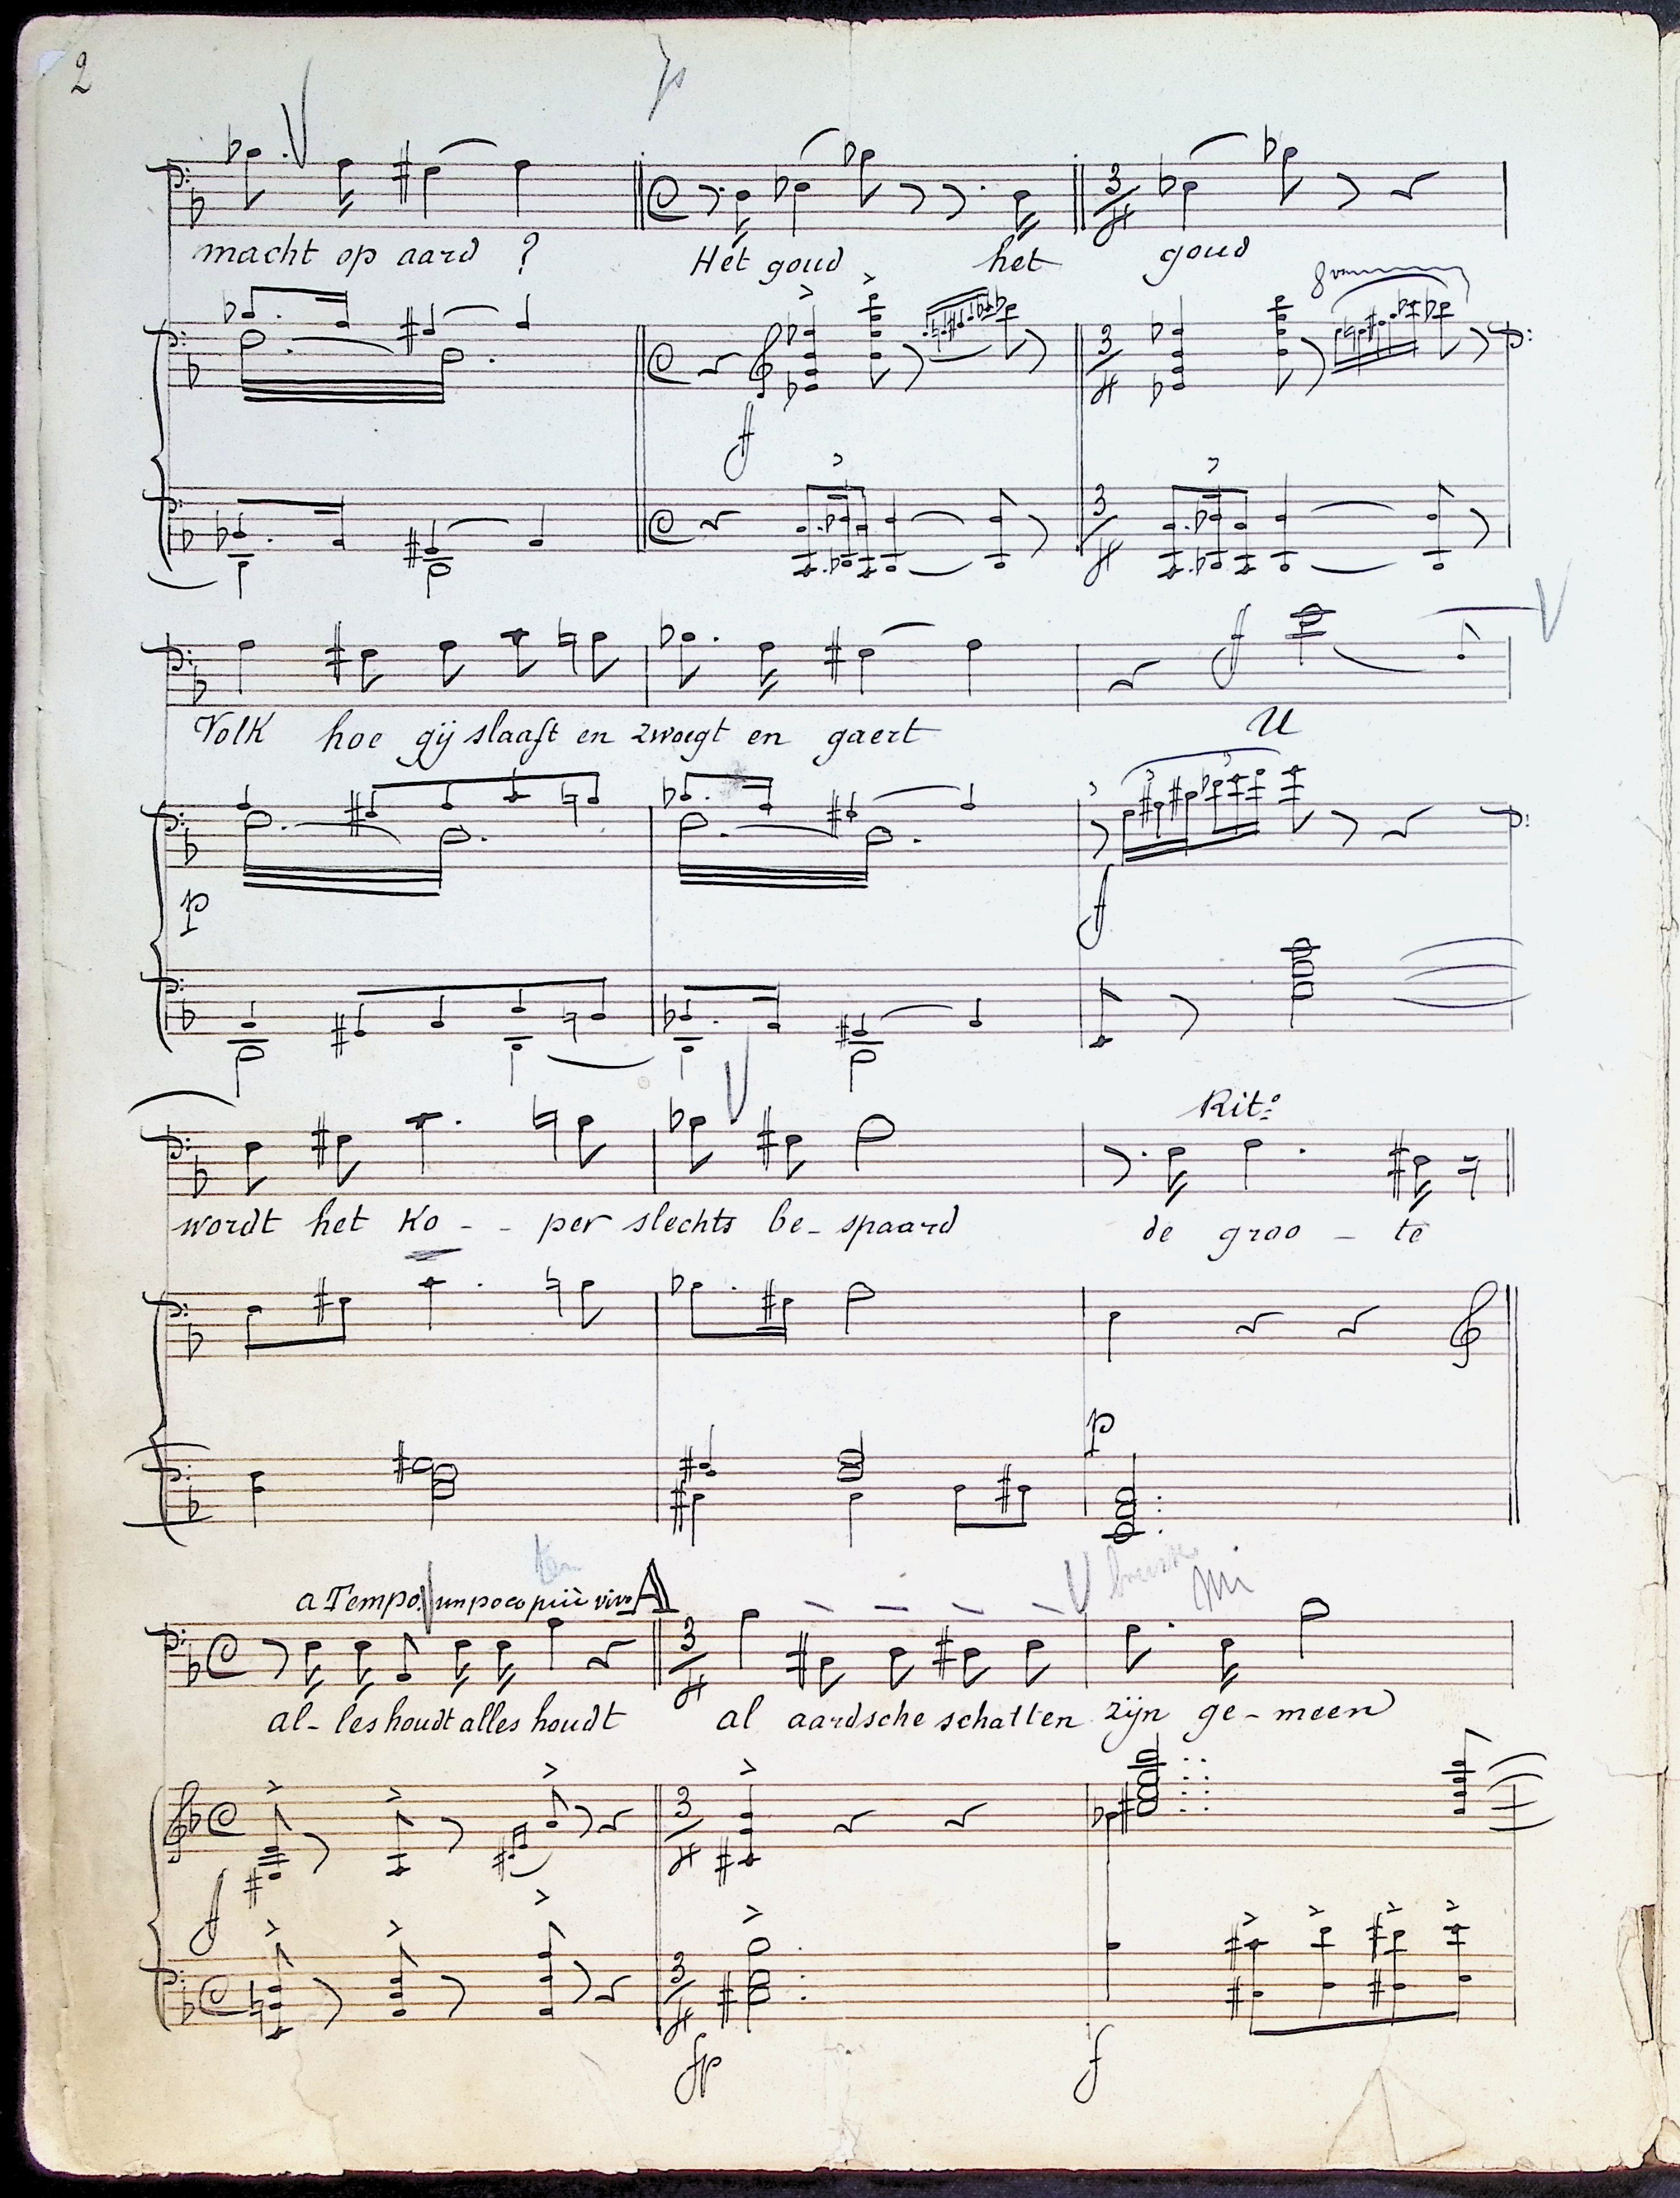 2
macht op aard ? Het goud het goud
8va
f
Volk hoe gij slaaft en zwoegt en gaert U
f
p
f
Rit.
wordt het Ko - - per slechts be - spaard de groo - te
p
a Tempo. un poco più vivo A
al - les houdt alles houdt al aardsche schatten zijn ge - meen
f
fp f